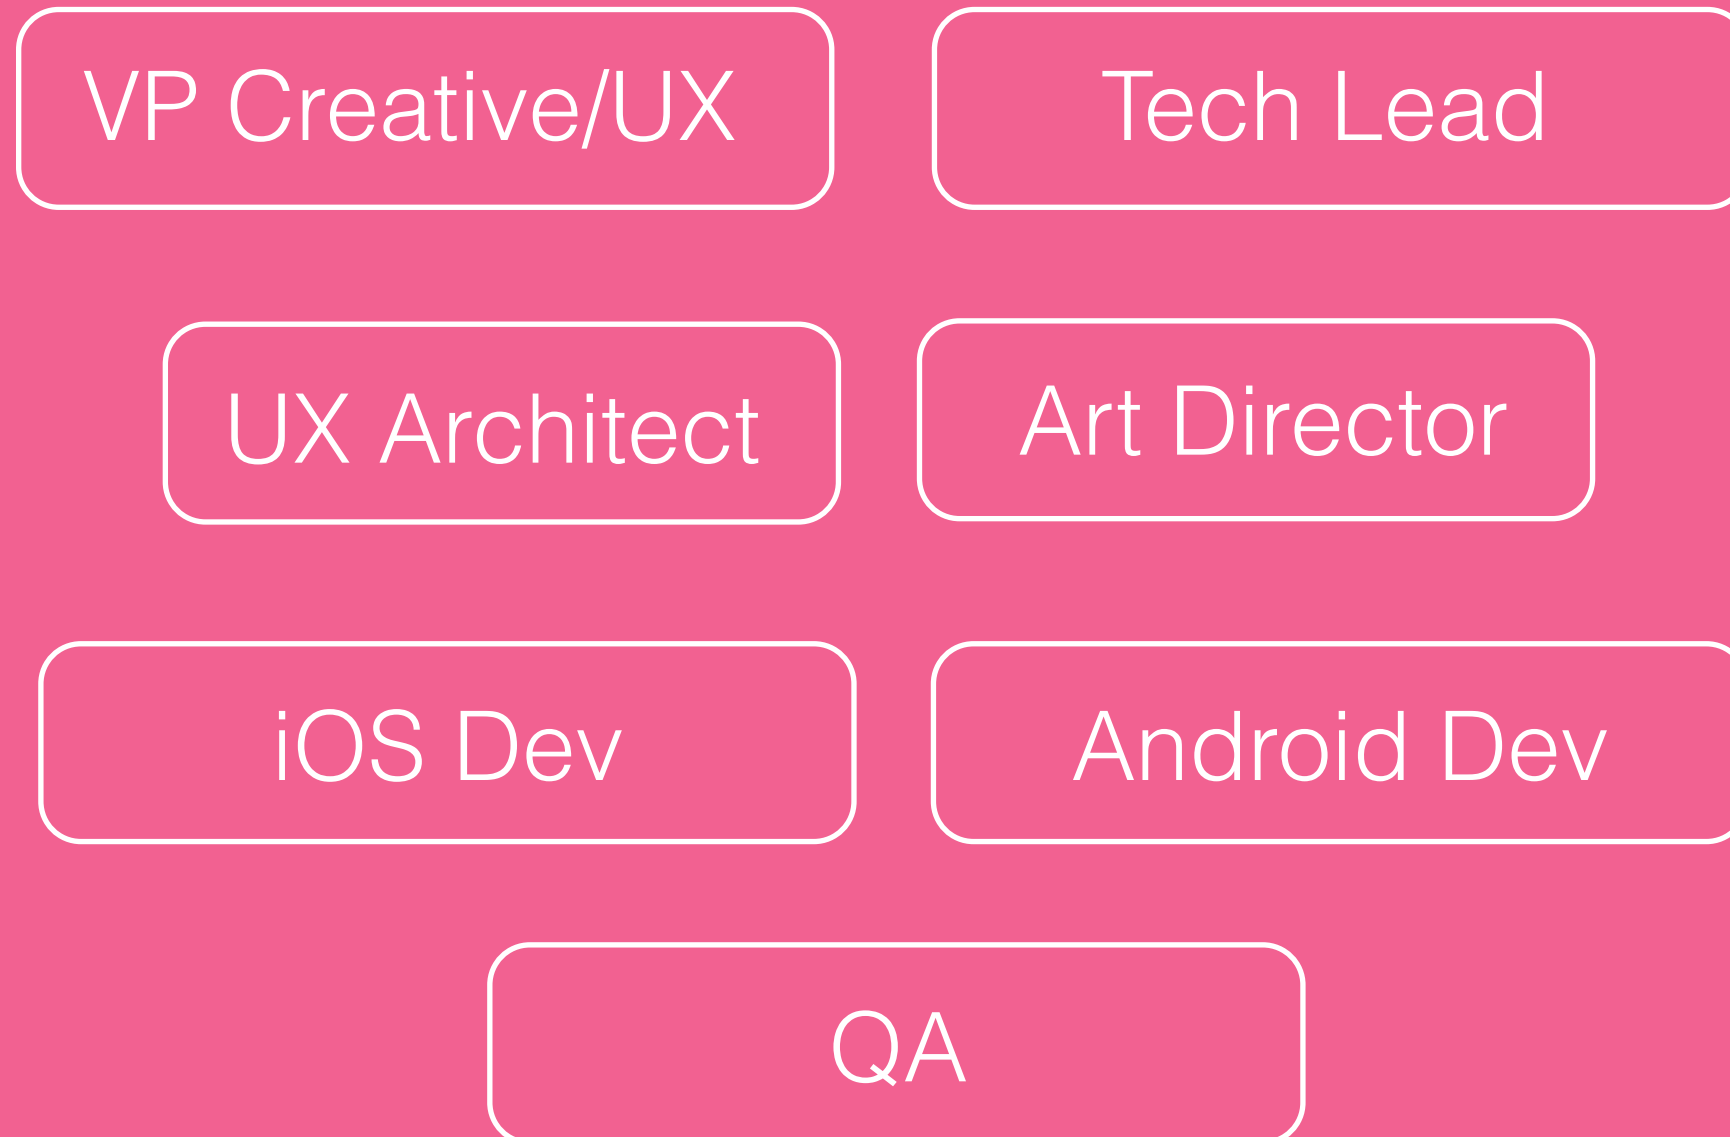 VP Creative/UX
Tech Lead
UX Architect
Art Director
iOS Dev
Android Dev
QA